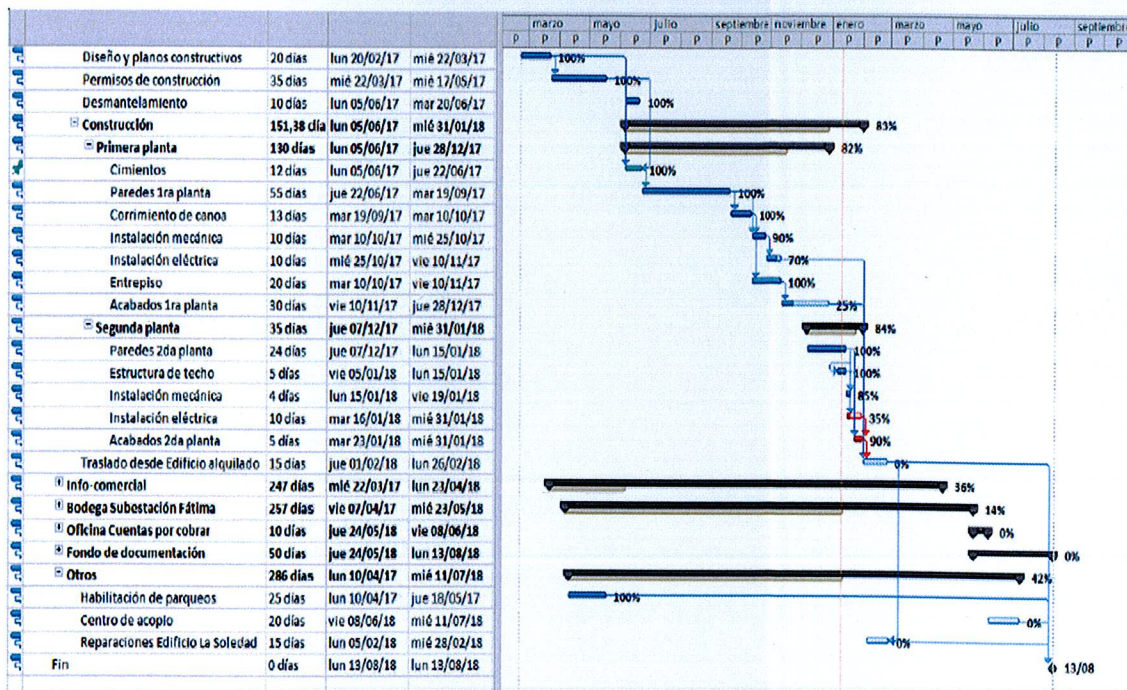 marzo mayo julio septiembre noviembre enero marzo mayo julio septiembre
P P P P P P P P P P P P P P P P P P P P
Diseño y planos constructivos 20 días lun 20/02/17 mié 22/03/17 100%
Permisos de construcción 35 días mié 22/03/17 mié 17/05/17 100%
Desmantelamiento 10 días lun 05/06/17 mar 20/06/17 100%
Construcción 151,38 día lun 05/06/17 mié 31/01/18 83%
Primera planta 130 días lun 05/06/17 jue 28/12/17 82%
Cimientos 12 días lun 05/06/17 jue 22/06/17 100%
Paredes 1ra planta 55 días jue 22/06/17 mar 19/09/17 100%
Corrimiento de canoa 13 días mar 19/09/17 mar 10/10/17 100%
Instalación mecánica 10 días mar 10/10/17 mié 25/10/17 90%
Instalación eléctrica 10 días mié 25/10/17 vie 10/11/17 70%
Entrepiso 20 días mar 10/10/17 vie 10/11/17 100%
Acabados 1ra planta 30 días vie 10/11/17 jue 28/12/17 25%
Segunda planta 35 días jue 07/12/17 mié 31/01/18 84%
Paredes 2da planta 24 días jue 07/12/17 lun 15/01/18 100%
Estructura de techo 5 días vie 05/01/18 lun 15/01/18 100%
Instalación mecánica 4 días lun 15/01/18 vie 19/01/18 85%
Instalación eléctrica 10 días mar 16/01/18 mié 31/01/18 35%
Acabados 2da planta 5 días mar 23/01/18 mié 31/01/18 90%
Traslado desde Edificio alquilado 15 días jue 01/02/18 lun 26/02/18 0%
Info-comercial 247 días mié 22/03/17 lun 23/04/18 36%
Bodega Subestación Fátima 257 días vie 07/04/17 mié 23/05/18 14%
Oficina Cuentas por cobrar 10 días jue 24/05/18 vie 08/06/18 0%
Fondo de documentación 50 días jue 24/05/18 lun 13/08/18 0%
Otros 286 días lun 10/04/17 mié 11/07/18 42%
Habilitación de parqueos 25 días lun 10/04/17 jue 18/05/17 100%
Centro de acopio 20 días vie 08/06/18 mié 11/07/18 0%
Reparaciones Edificio La Soledad 15 días lun 05/02/18 mié 28/02/18 0%
Fin 0 días lun 13/08/18 lun 13/08/18 13/08